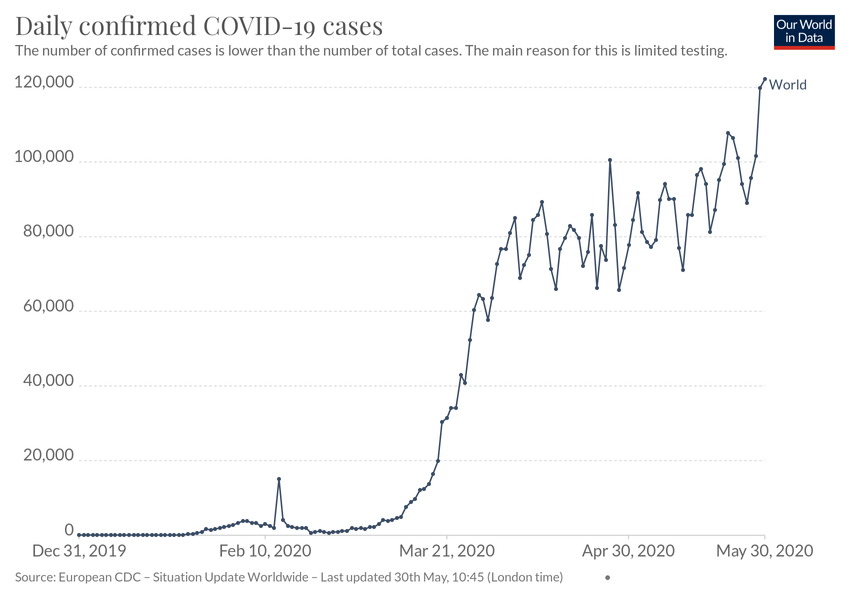 Daily confirmed COVID-19 cases
Our World
in Data
The number of confirmed cases is lower than the number of total cases. The main reason for this is limited testing.
120,000
World
100,000
80,000
60,000
40,000
20,000
0
Dec 31, 2019
Feb 10, 2020
Mar 21, 2020
Apr 30, 2020
May 30, 2020
Source: European CDC – Situation Update Worldwide – Last updated 30th May, 10:45 (London time)
•